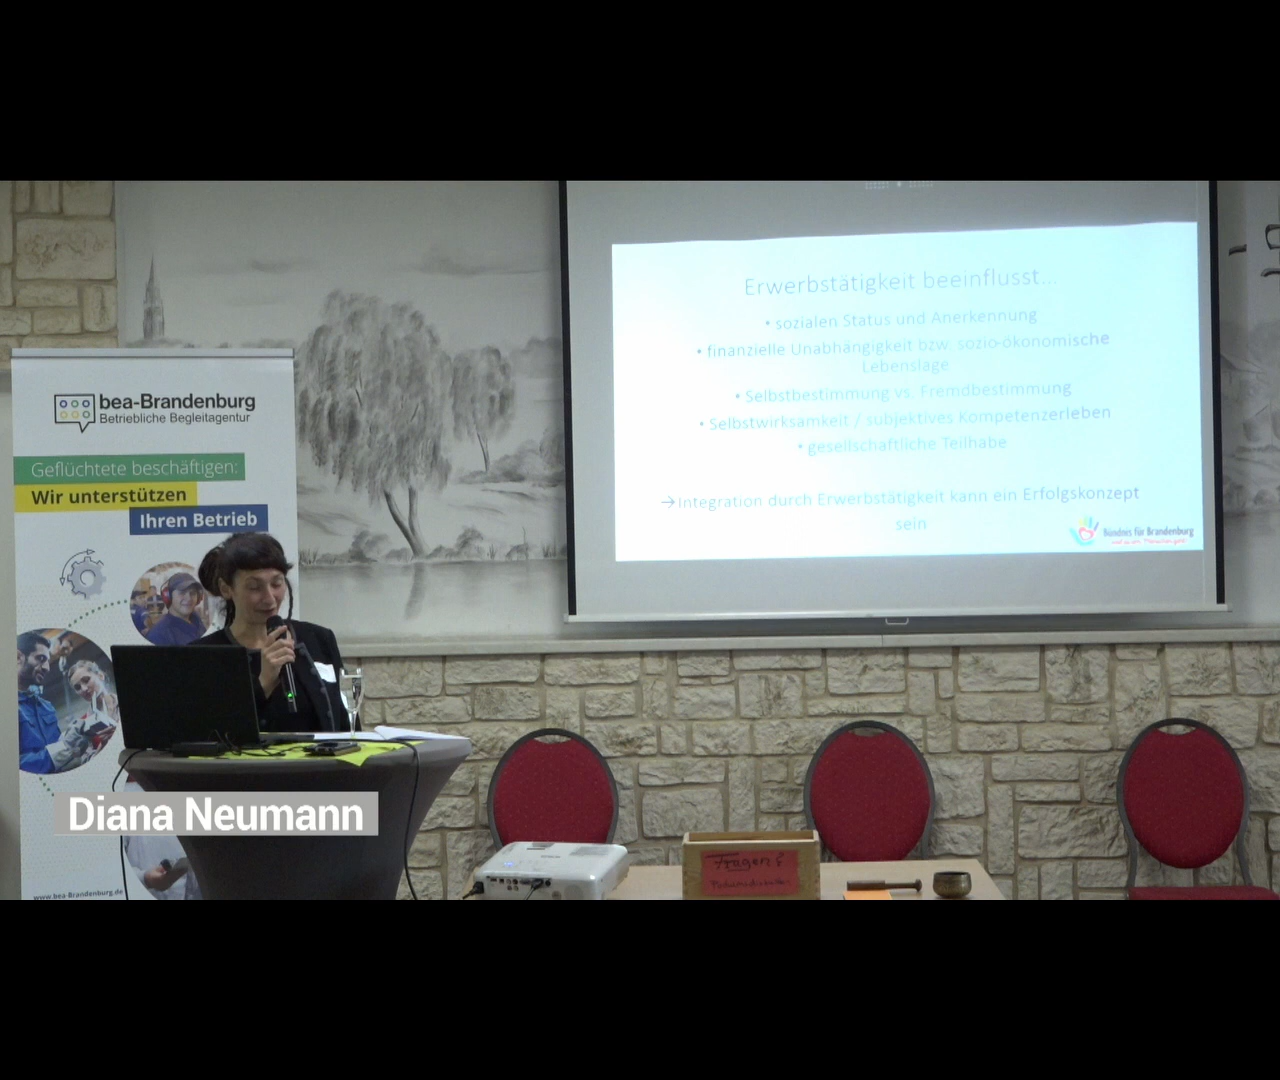 Erwerbstätigkeit beeinflusst...
• sozialen Status und Anerkennung
• finanzielle Unabhängigkeit bzw. sozio-ökonomische
Lebenslage
• Selbstbestimmung vs. Fremdbestimmung
• Selbstwirksamkeit / subjektives Kompetenzerleben
• gesellschaftliche Teilhabe
→Integration durch Erwerbstätigkeit kann ein Erfolgskonzept
sein
Bündnis für Brandenburg
bea-Brandenburg
Betriebliche Begleitagentur
Geflüchtete beschäftigen:
Wir unterstützen
Ihren Betrieb
Diana Neumann
www.bea-Brandenburg.de
Fragen?